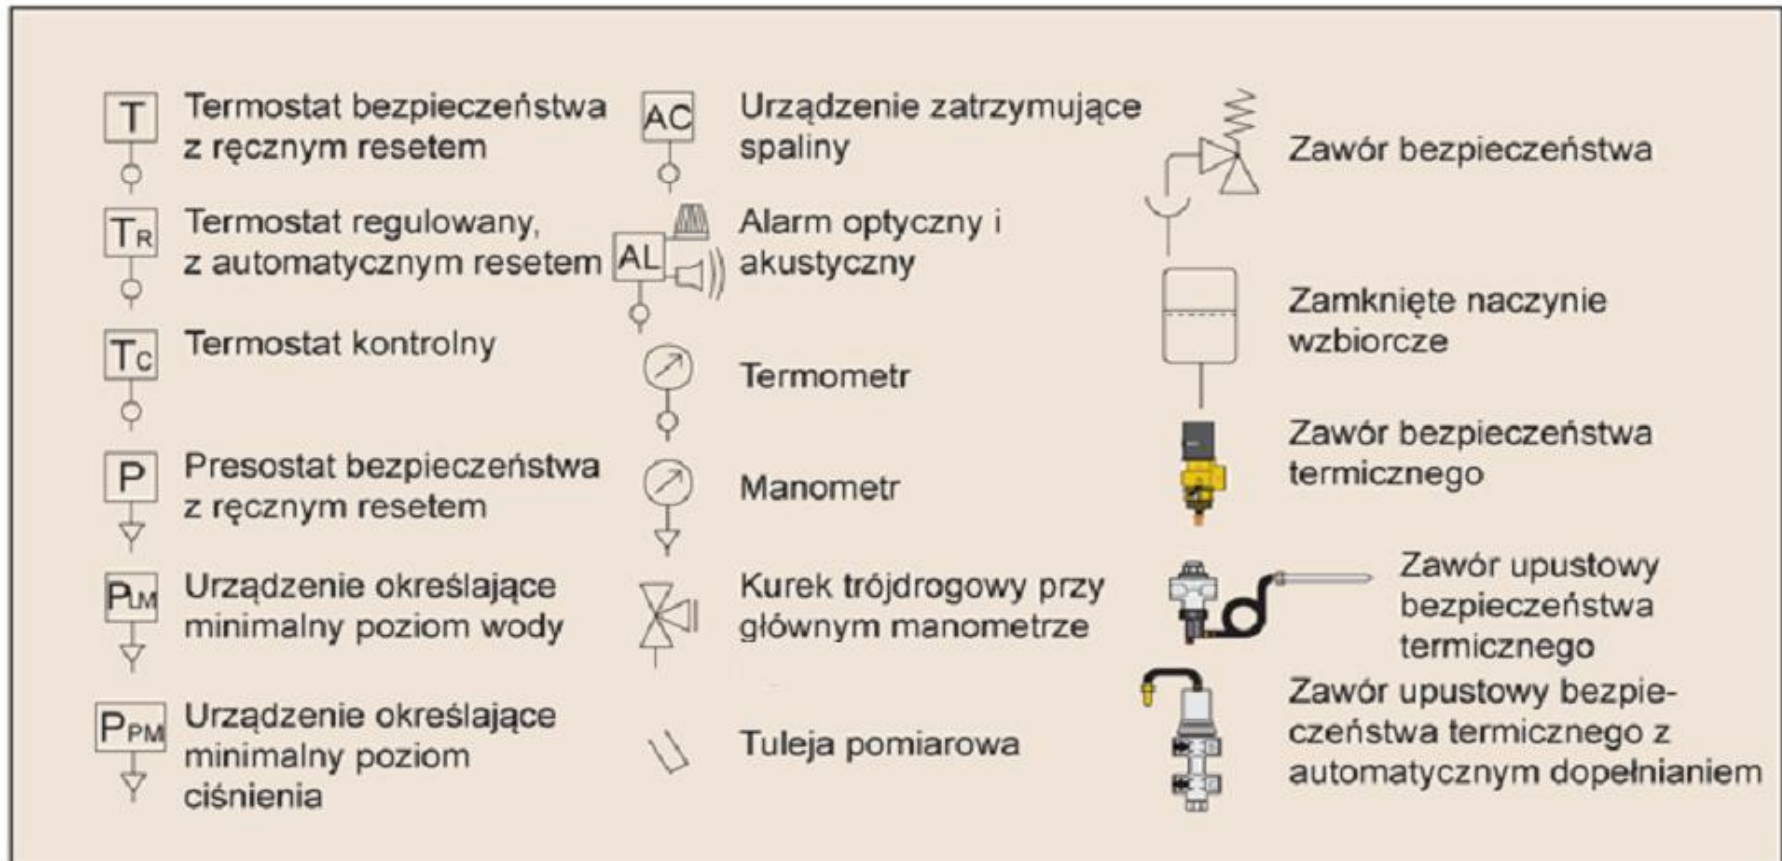 T
Termostat bezpieczeństwa
z ręcznym resetem
TR
Termostat regulowany,
z automatycznym resetem
TC
Termostat kontrolny
P
Presostat bezpieczeństwa
z ręcznym resetem
PLM
Urządzenie określające
minimalny poziom wody
PPM
Urządzenie określające
minimalny poziom
ciśnienia
AC
Urządzenie zatrzymujące
spaliny
AL
Alarm optyczny i
akustyczny
Termometr
Manometr
Kurek trójdrogowy przy
głównym manometrze
Tuleja pomiarowa
Zawór bezpieczeństwa
Zamknięte naczynie
wzbiorcze
Zawór bezpieczeństwa
termicznego
Zawór upustowy
bezpieczeństwa
termicznego
Zawór upustowy bezpie-
czeństwa termicznego z
automatycznym dopełnianiem